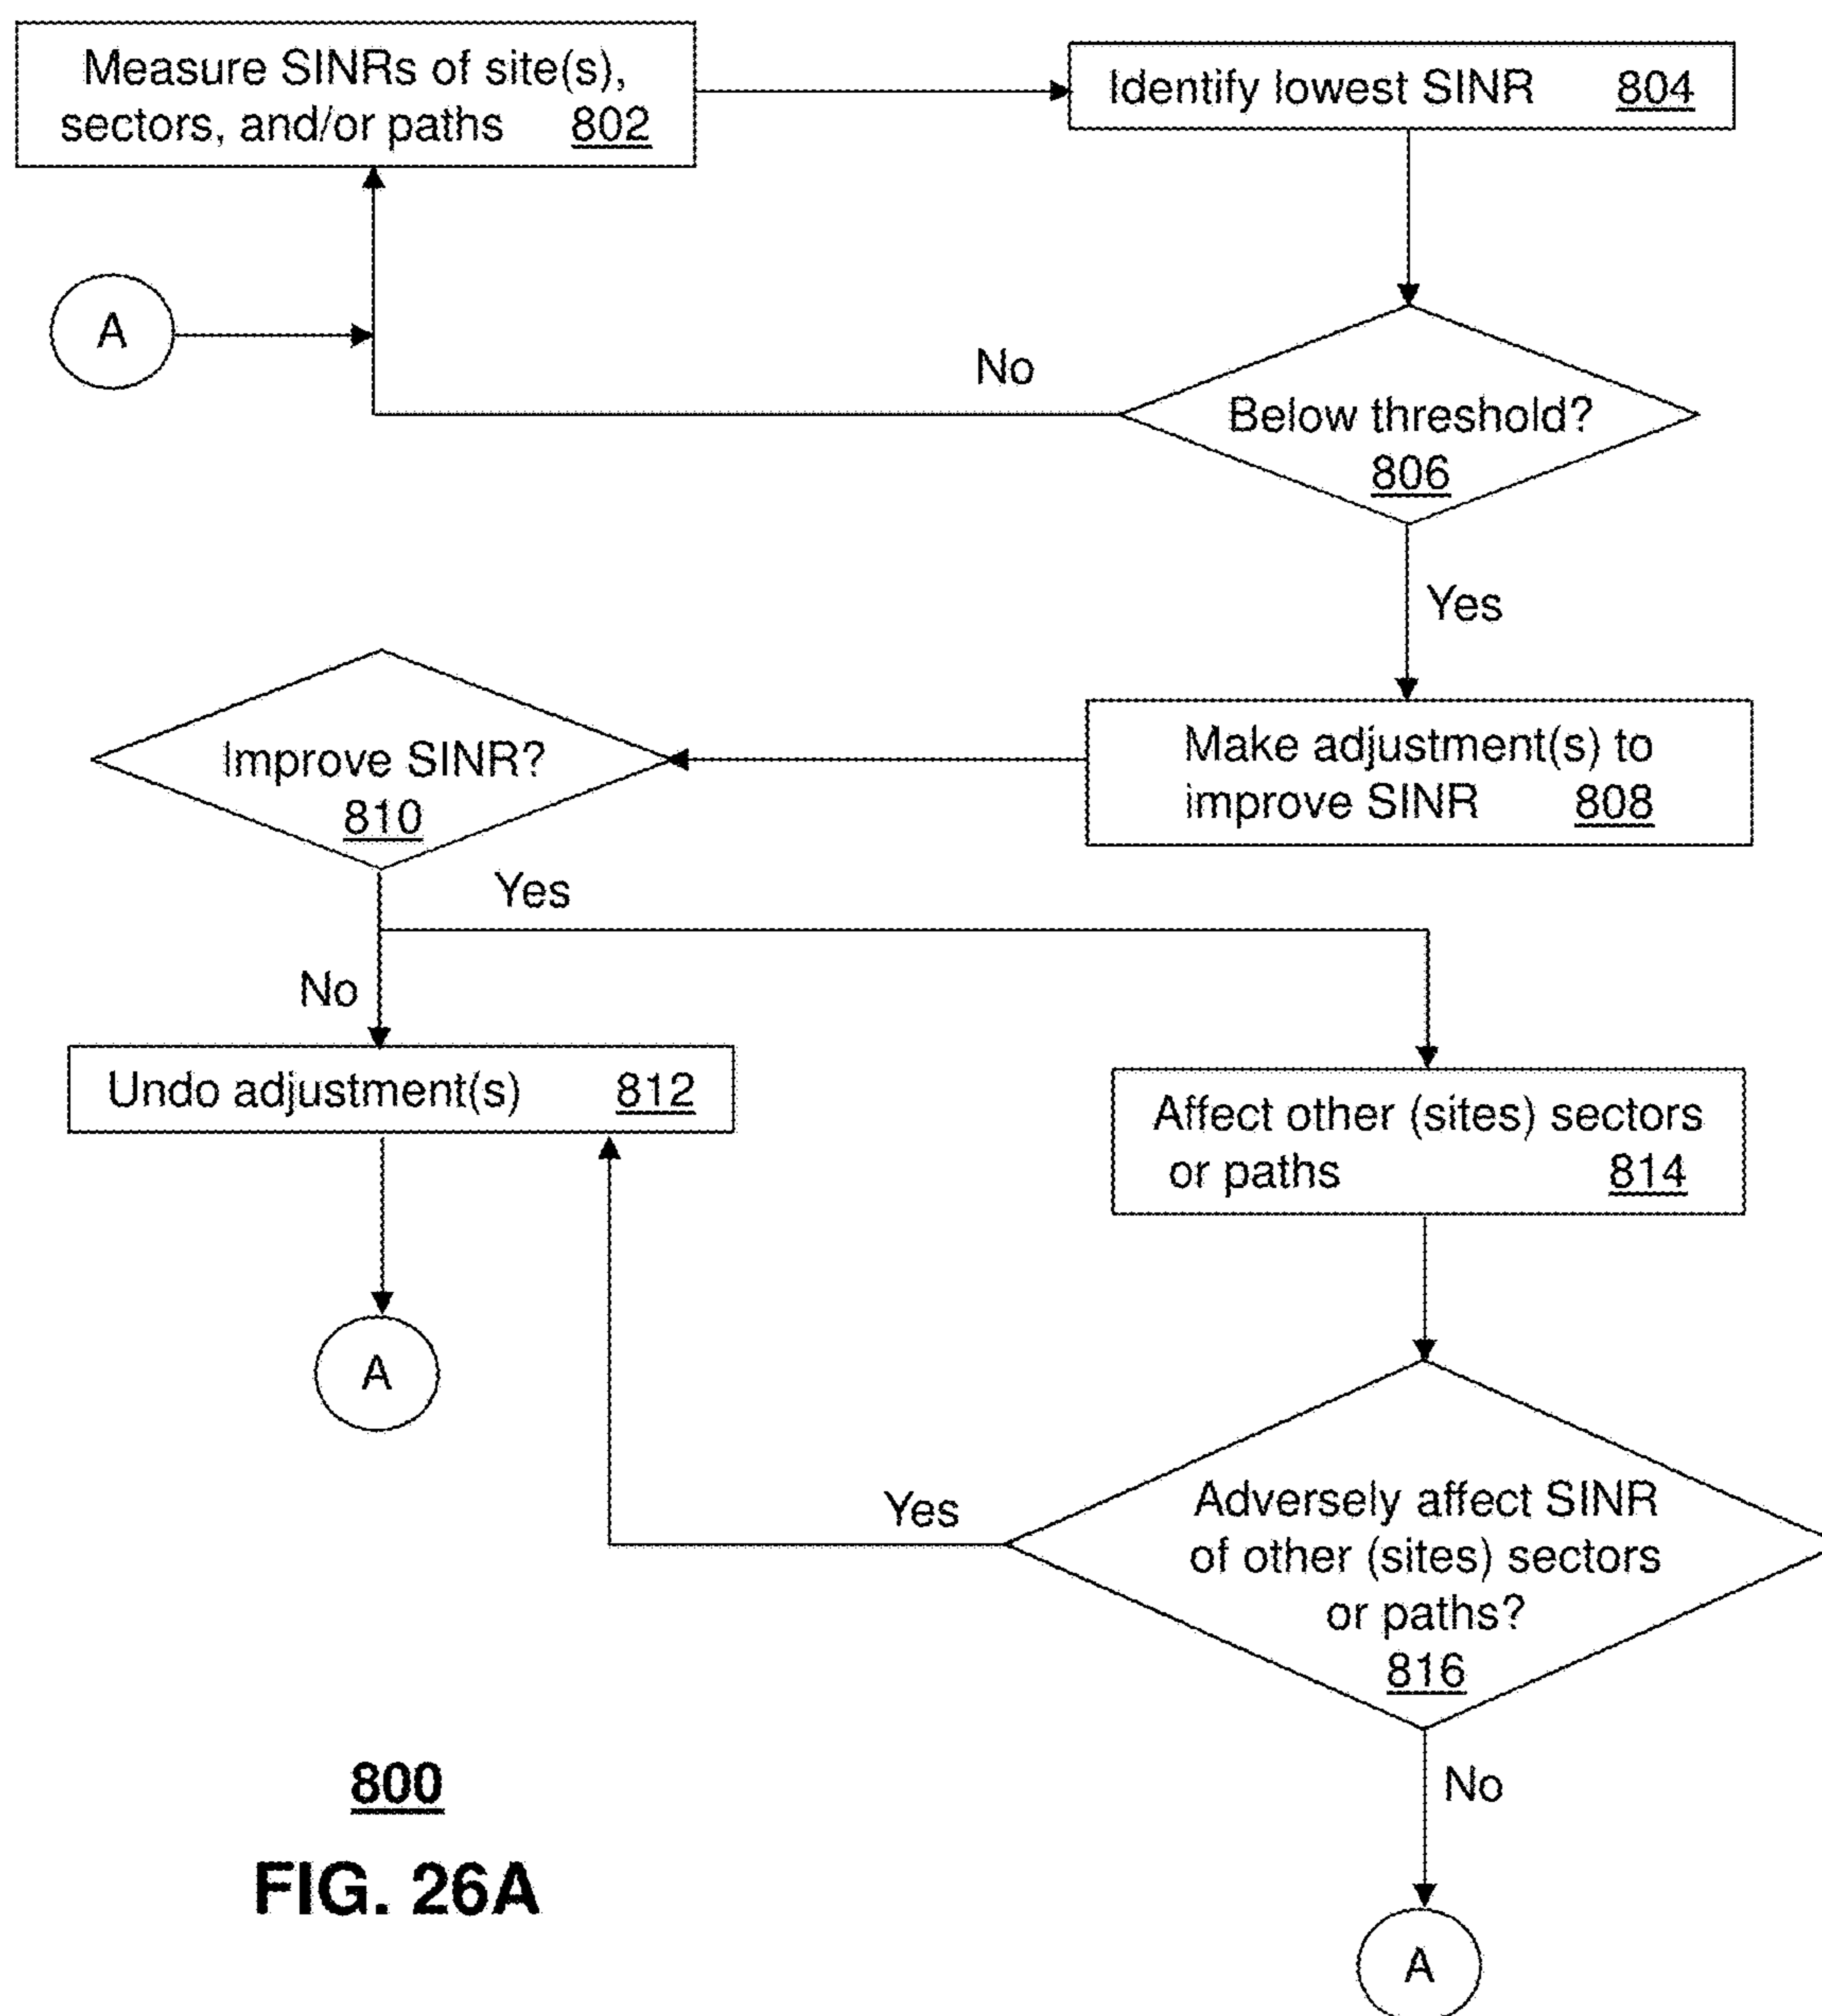 Measure SINRs of site(s),
sectors, and/or paths 802
Identify lowest SINR 804
A
No
Below threshold?
806
Yes
Improve SINR?
810
Make adjustment(s) to
improve SINR 808
Yes
No
Undo adjustment(s) 812
Affect other (sites) sectors
or paths 814
A
Yes
Adversely affect SINR
of other (sites) sectors
or paths?
816
No
A
800
FIG. 26A